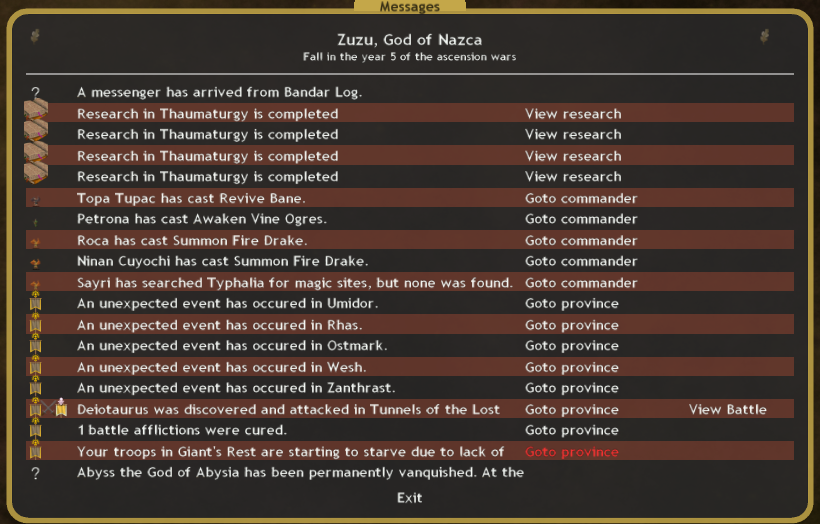 Messages
Zuzu, God of Nazca
Fall in the year 5 of the ascension wars
? A messenger has arrived from Bandar Log.
Research in Thaumaturgy is completed View research
Research in Thaumaturgy is completed View research
Research in Thaumaturgy is completed View research
Research in Thaumaturgy is completed View research
Topa Tupac has cast Revive Bane. Goto commander
Petrona has cast Awaken Vine Ogres. Goto commander
Roca has cast Summon Fire Drake. Goto commander
Ninan Cuyochi has cast Summon Fire Drake. Goto commander
Sayri has searched Typhalia for magic sites, but none was found. Goto commander
An unexpected event has occured in Umidor. Goto province
An unexpected event has occured in Rhas. Goto province
An unexpected event has occured in Ostmark. Goto province
An unexpected event has occured in Wesh. Goto province
An unexpected event has occured in Zanthrast. Goto province
Deiotaurus was discovered and attacked in Tunnels of the Lost Goto province View Battle
1 battle afflictions were cured. Goto province
Your troops in Giant's Rest are starting to starve due to lack of Goto province
? Abyss the God of Abysia has been permanently vanquished. At the
Exit